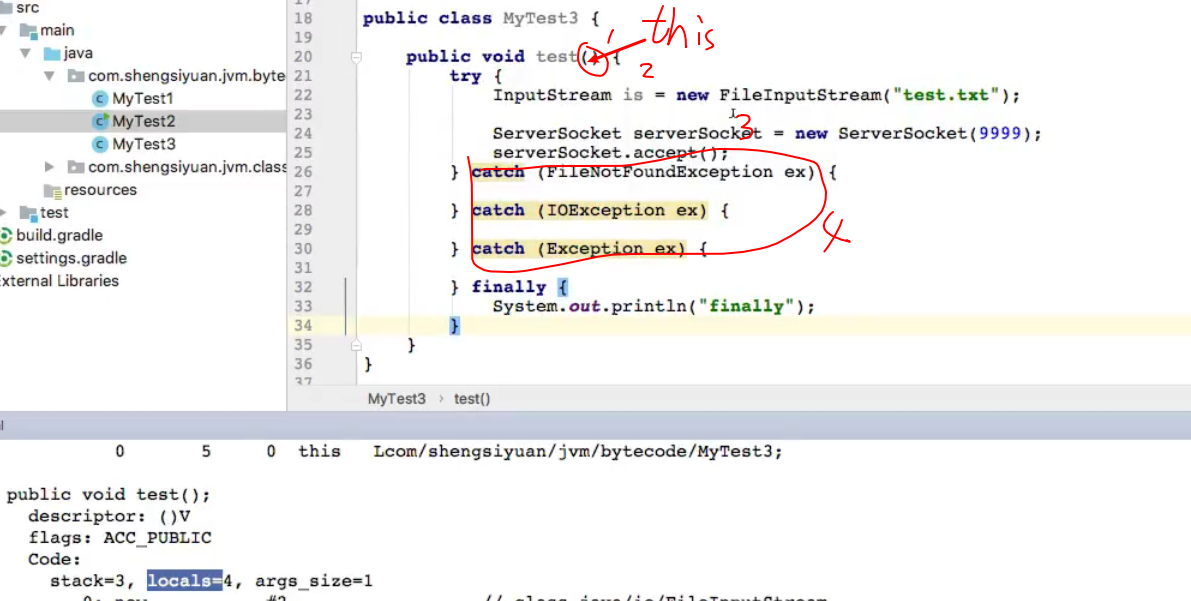 src
main
java
com.shengsiyuan.jvm.byte
MyTest1
MyTest2
MyTest3
com.shengsiyuan.jvm.class
resources
test
build.gradle
settings.gradle
External Libraries
18 public class MyTest3 {
19
20 public void test() {
21 try {
22 InputStream is = new FileInputStream("test.txt");
23
24 ServerSocket serverSocket = new ServerSocket(9999);
25 serverSocket.accept();
26 } catch (FileNotFoundException ex) {
27
28 } catch (IOException ex) {
29
30 } catch (Exception ex) {
31
32 } finally {
33 System.out.println("finally");
34 }
35 }
36 }
37
1 this
2
3
4
MyTest3 › test()
0 5 0 this Lcom/shengsiyuan/jvm/bytecode/MyTest3;
public void test();
descriptor: ()V
flags: ACC_PUBLIC
Code:
stack=3, locals=4, args_size=1